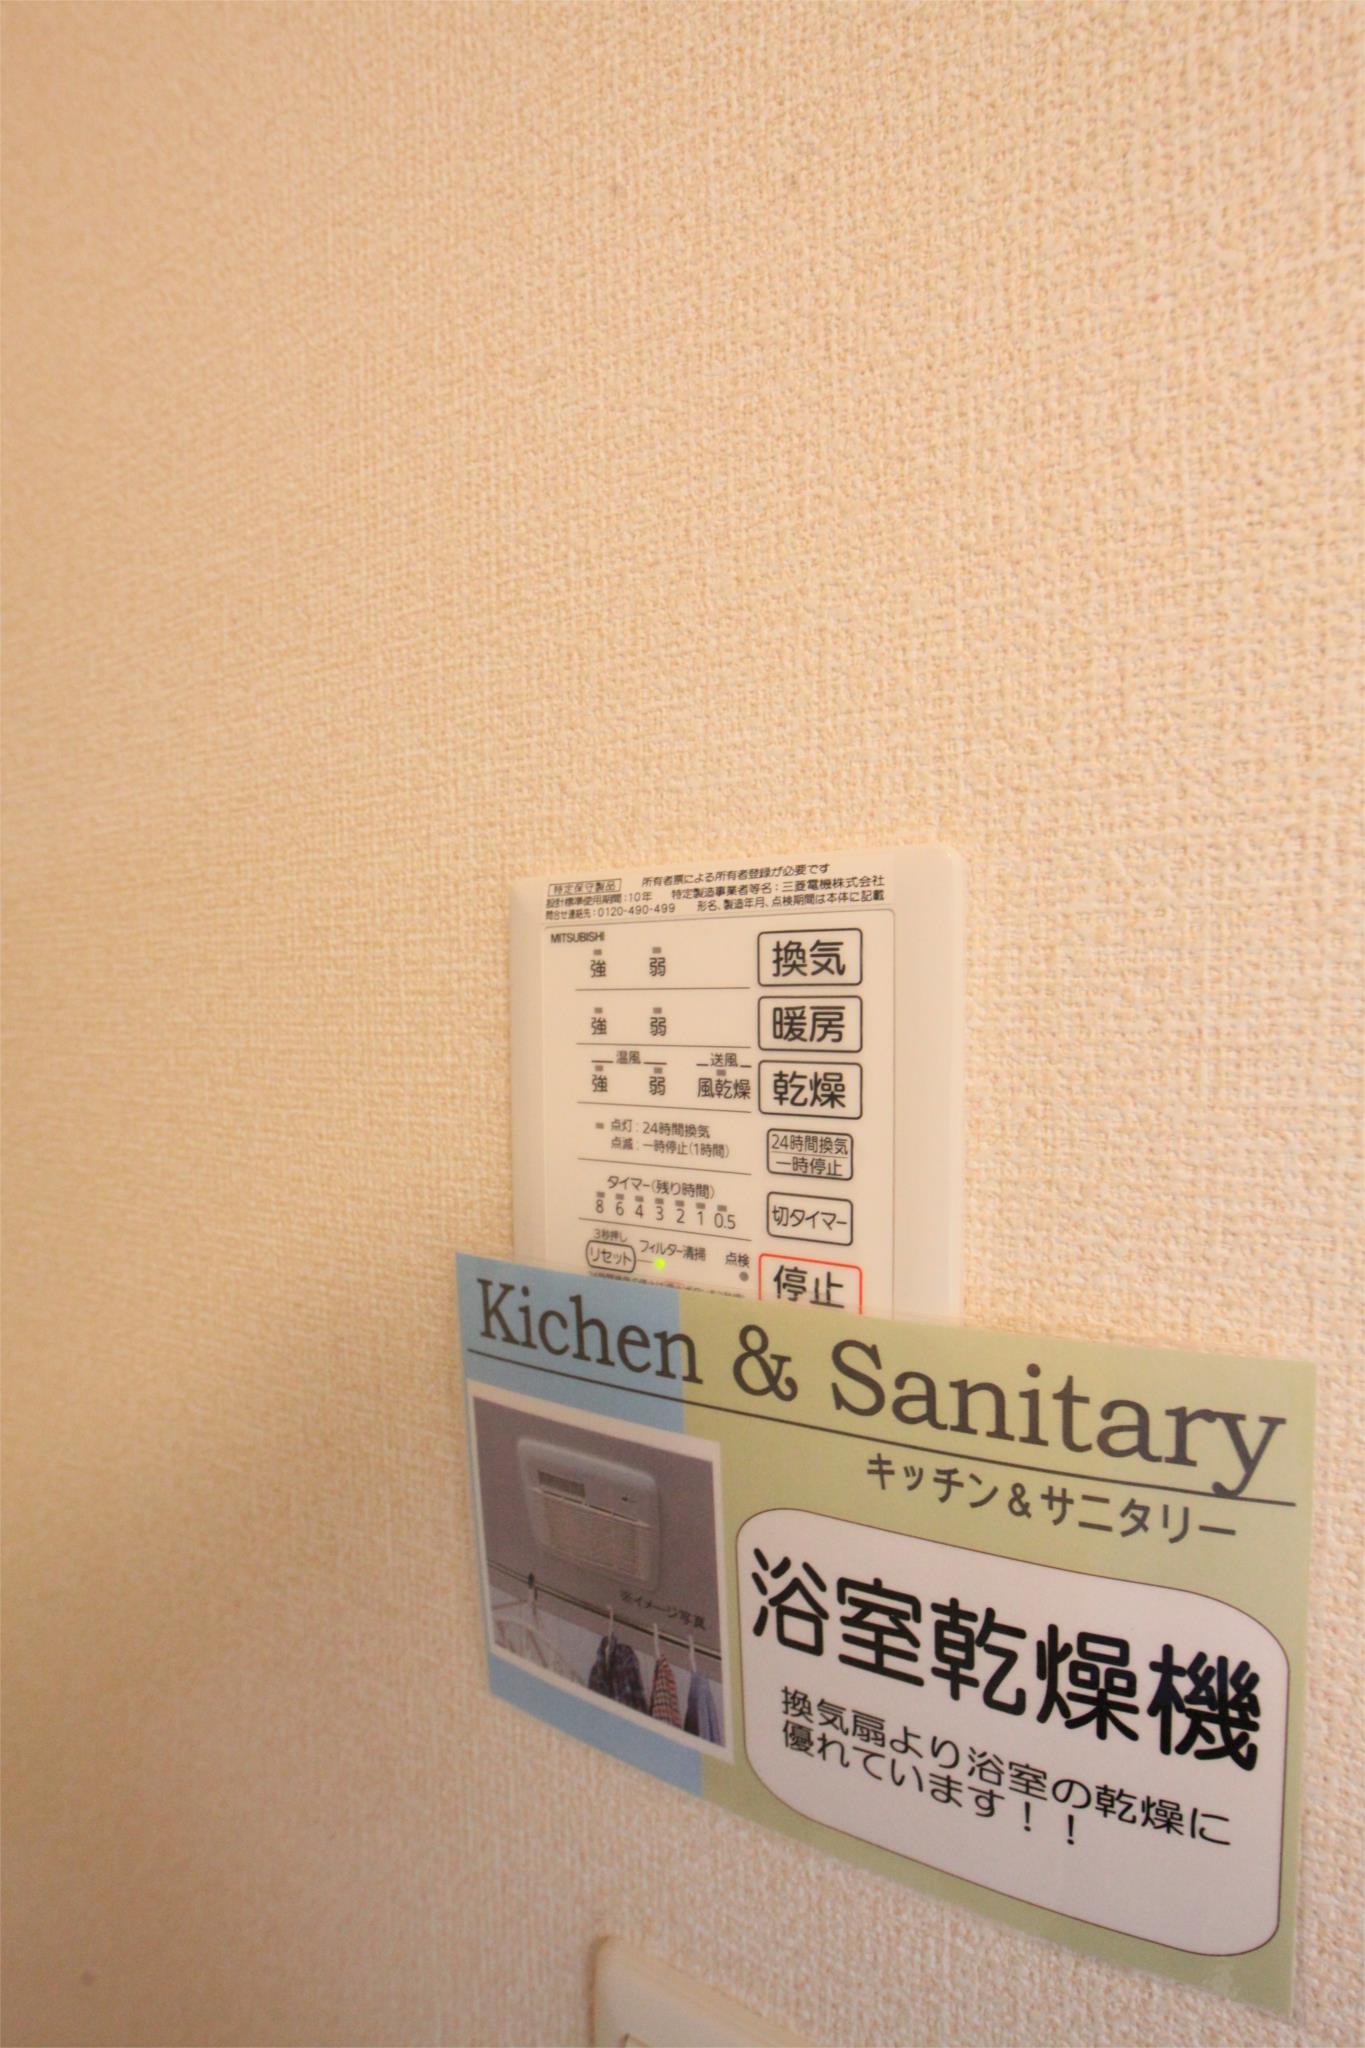 特定保守製品 所有者票による所有者登録が必要です
設計標準使用期間:10年 特定製造事業者等名:三菱電機株式会社
問合せ連絡先:0120-490-499 形名、製造年月、点検期間は本体に記載
MITSUBISHI
強 弱 換気
強 弱 暖房
温風 送風
強 弱 風乾燥 乾燥
点灯:24時間換気
点滅:一時停止(1時間)
24時間換気
一時停止
タイマー(残り時間)
8 6 4 3 2 1 0.5
切タイマー
3秒押し
リセット フィルター清掃 点検
停止
Kichen & Sanitary
キッチン&サニタリー
※イメージ写真
浴室乾燥機
換気扇より浴室の乾燥に
優れています!!